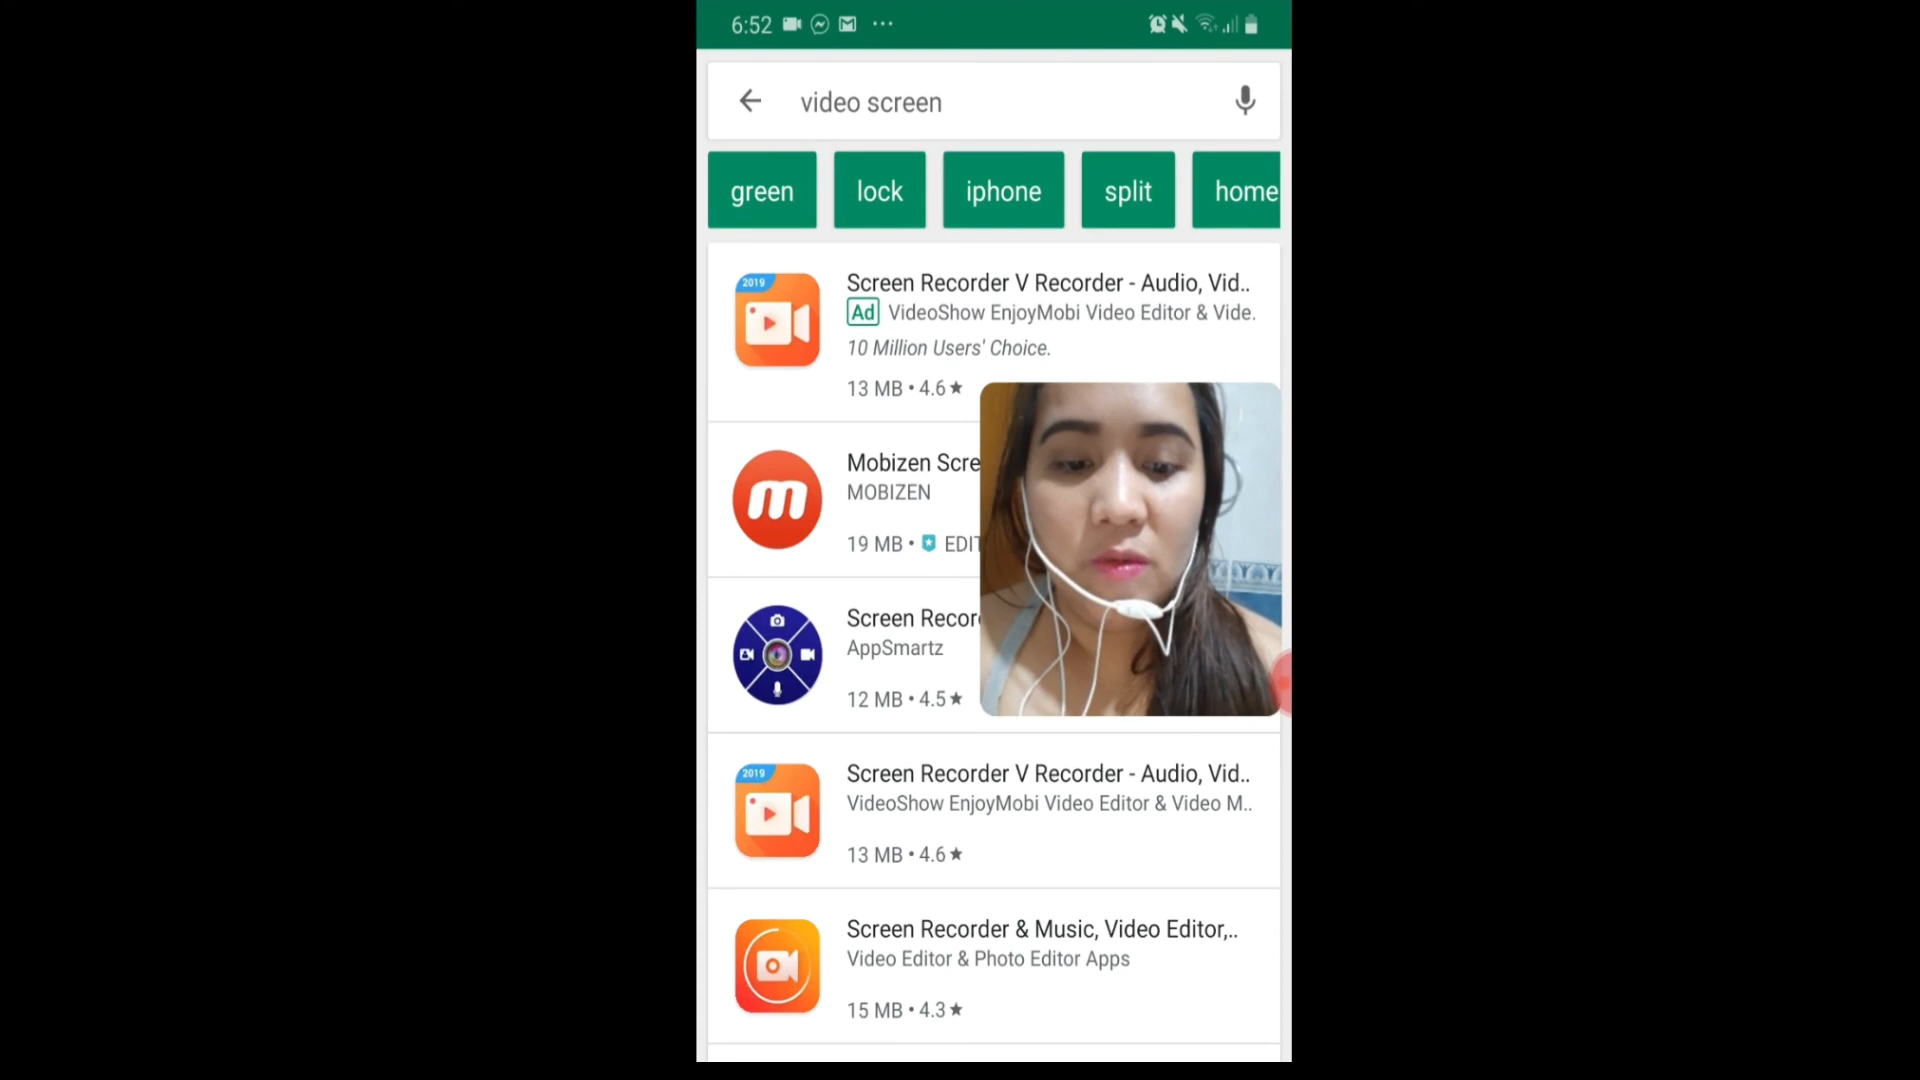 6:52
video screen
green lock iphone split home
2019
Screen Recorder V Recorder - Audio, Vid..
Ad VideoShow EnjoyMobi Video Editor & Vide.
10 Million Users' Choice.
13 MB • 4.6★
m
Mobizen Scre
MOBIZEN
19 MB • EDIT
Screen Recor
AppSmartz
12 MB • 4.5★
2019
Screen Recorder V Recorder - Audio, Vid..
VideoShow EnjoyMobi Video Editor & Video M..
13 MB • 4.6★
Screen Recorder & Music, Video Editor,..
Video Editor & Photo Editor Apps
15 MB • 4.3★